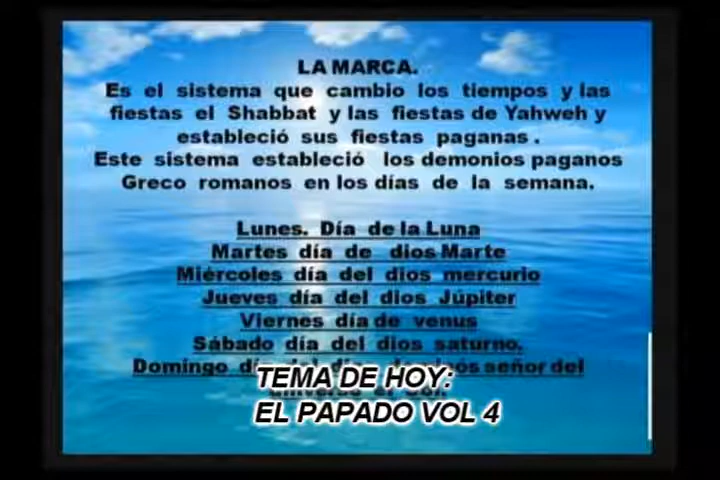 LA MARCA.
Es el sistema que cambio los tiempos y las
fiestas el Shabbat y las fiestas de Yahweh y
estableció sus fiestas paganas .
Este sistema estableció los demonios paganos
Greco romanos en los días de la semana.
Lunes. Día de la Luna
Martes día de dios Marte
Miércoles día del dios mercurio
Jueves día del dios Júpiter
Viernes día de venus
Sábado día del dios saturno.
Domingo señor del
TEMA DE HOY:
EL PAPADO VOL 4